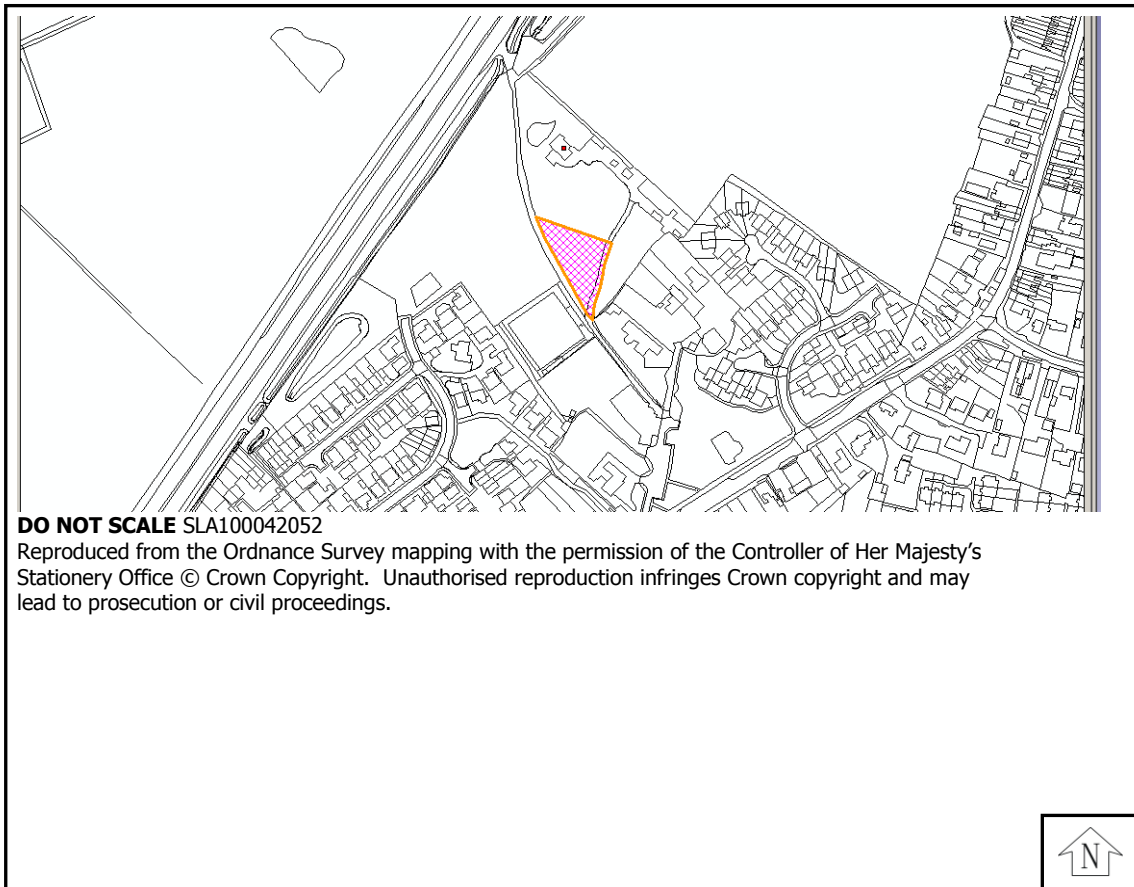 DO NOT SCALE SLA100042052
Reproduced from the Ordnance Survey mapping with the permission of the Controller of Her Majesty's
Stationery Office © Crown Copyright.  Unauthorised reproduction infringes Crown copyright and may
lead to prosecution or civil proceedings.
N